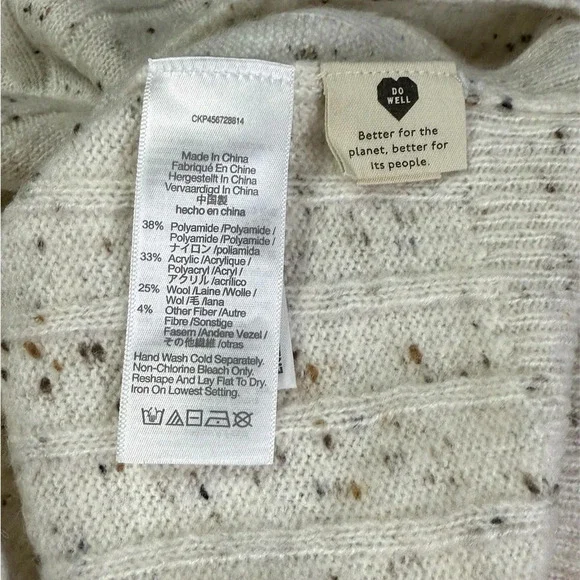 CKP456728814
Made In China
Fabriqué En Chine
Hergestellt In China
Vervaardigd In China
中国製
hecho en china
38% Polyamide /Polyamide/
Polyamide /Polyamide/
ナイロン /poliamida
33% Acrylic /Acrylique /
Polyacryl /Acryl /
アクリル /acrílico
25% Wool /Laine /Wolle /
Wol /毛 /lana
4% Other Fiber /Autre
Fibre /Sonstige
Fasern /Andere Vezel /
その他繊維 /otras
Hand Wash Cold Separately.
Non-Chlorine Bleach Only.
Reshape And Lay Flat To Dry.
Iron On Lowest Setting.
DO
WELL
Better for the
planet, better for
its people.